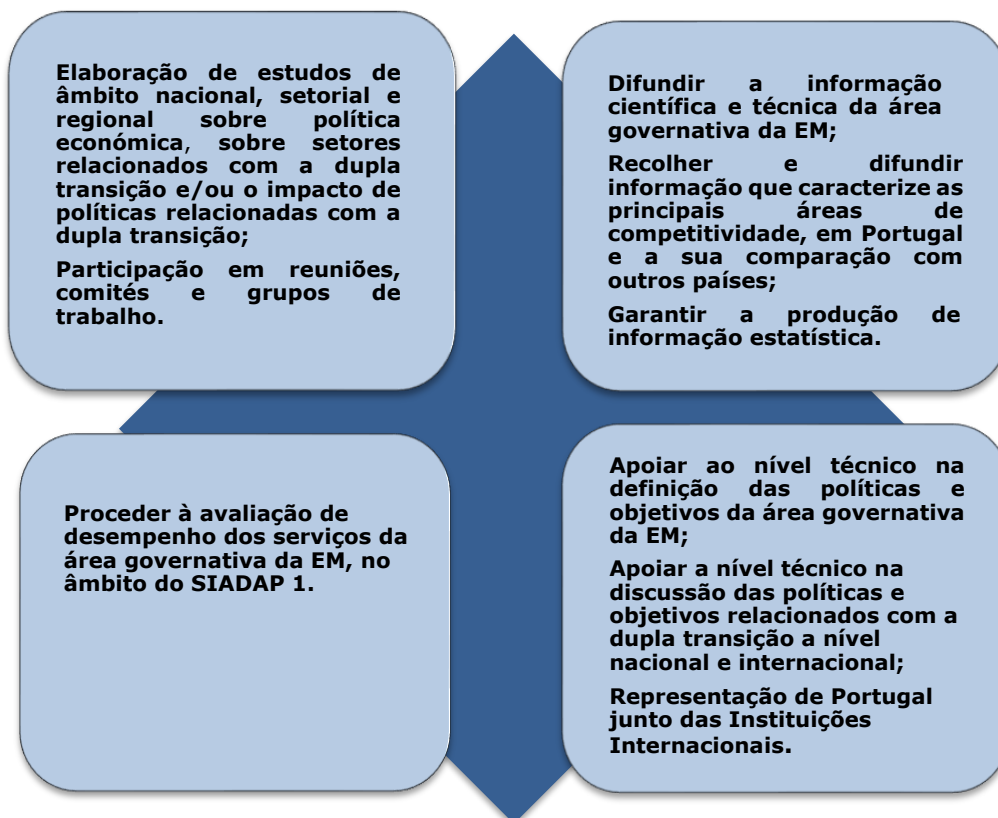 Elaboração de estudos de
âmbito nacional, setorial e
regional sobre política
económica, sobre setores
relacionados com a dupla
transição e/ou o impacto de
políticas relacionadas com a
dupla transição;
Participação em reuniões,
comités e grupos de
trabalho.
Difundir a informação
científica e técnica da área
governativa da EM;
Recolher e difundir
informação que caracterize as
principais áreas de
competitividade, em Portugal
e a sua comparação com
outros países;
Garantir a produção de
informação estatística.
Proceder à avaliação de
desempenho dos serviços da
área governativa da EM, no
âmbito do SIADAP 1.
Apoiar ao nível técnico na
definição das políticas e
objetivos da área governativa
da EM;
Apoiar a nível técnico na
discussão das políticas e
objetivos relacionados com a
dupla transição a nível
nacional e internacional;
Representação de Portugal
junto das Instituições
Internacionais.